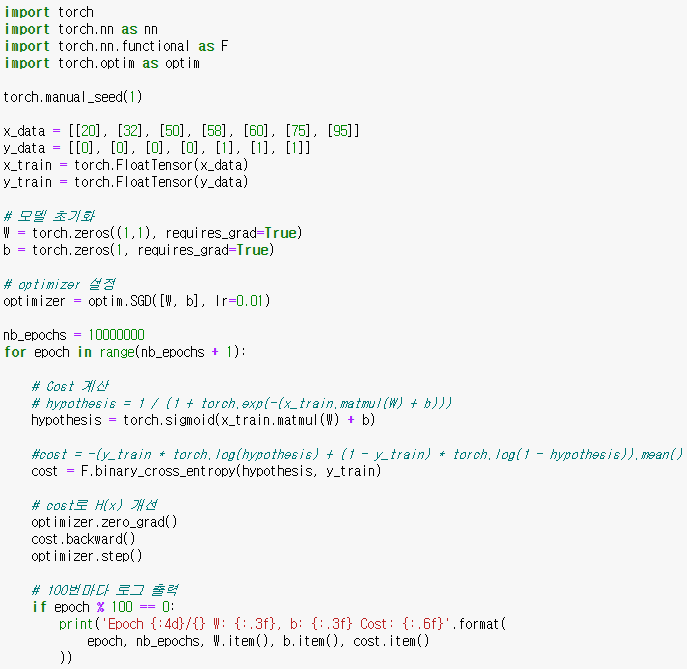 import torch
import torch.nn as nn
import torch.nn.functional as F
import torch.optim as optim
torch.manual_seed(1)
x_data = [[20], [32], [50], [58], [60], [75], [95]]
y_data = [[0], [0], [0], [0], [1], [1], [1]]
x_train = torch.FloatTensor(x_data)
y_train = torch.FloatTensor(y_data)
# 모델 초기화
W = torch.zeros((1,1), requires_grad=True)
b = torch.zeros(1, requires_grad=True)
# optimizer 설정
optimizer = optim.SGD([W, b], lr=0.01)
nb_epochs = 10000000
for epoch in range(nb_epochs + 1):
# Cost 계산
# hypothesis = 1 / (1 + torch.exp(-(x_train.matmul(W) + b)))
hypothesis = torch.sigmoid(x_train.matmul(W) + b)
#cost = -(y_train * torch.log(hypothesis) + (1 - y_train) * torch.log(1 - hypothesis)).mean()
cost = F.binary_cross_entropy(hypothesis, y_train)
# cost로 H(x) 개선
optimizer.zero_grad()
cost.backward()
optimizer.step()
# 100번마다 로그 출력
if epoch % 100 == 0:
print('Epoch {:4d}/{} W: {:.3f}, b: {:.3f} Cost: {:.6f}'.format(
epoch, nb_epochs, W.item(), b.item(), cost.item()
))